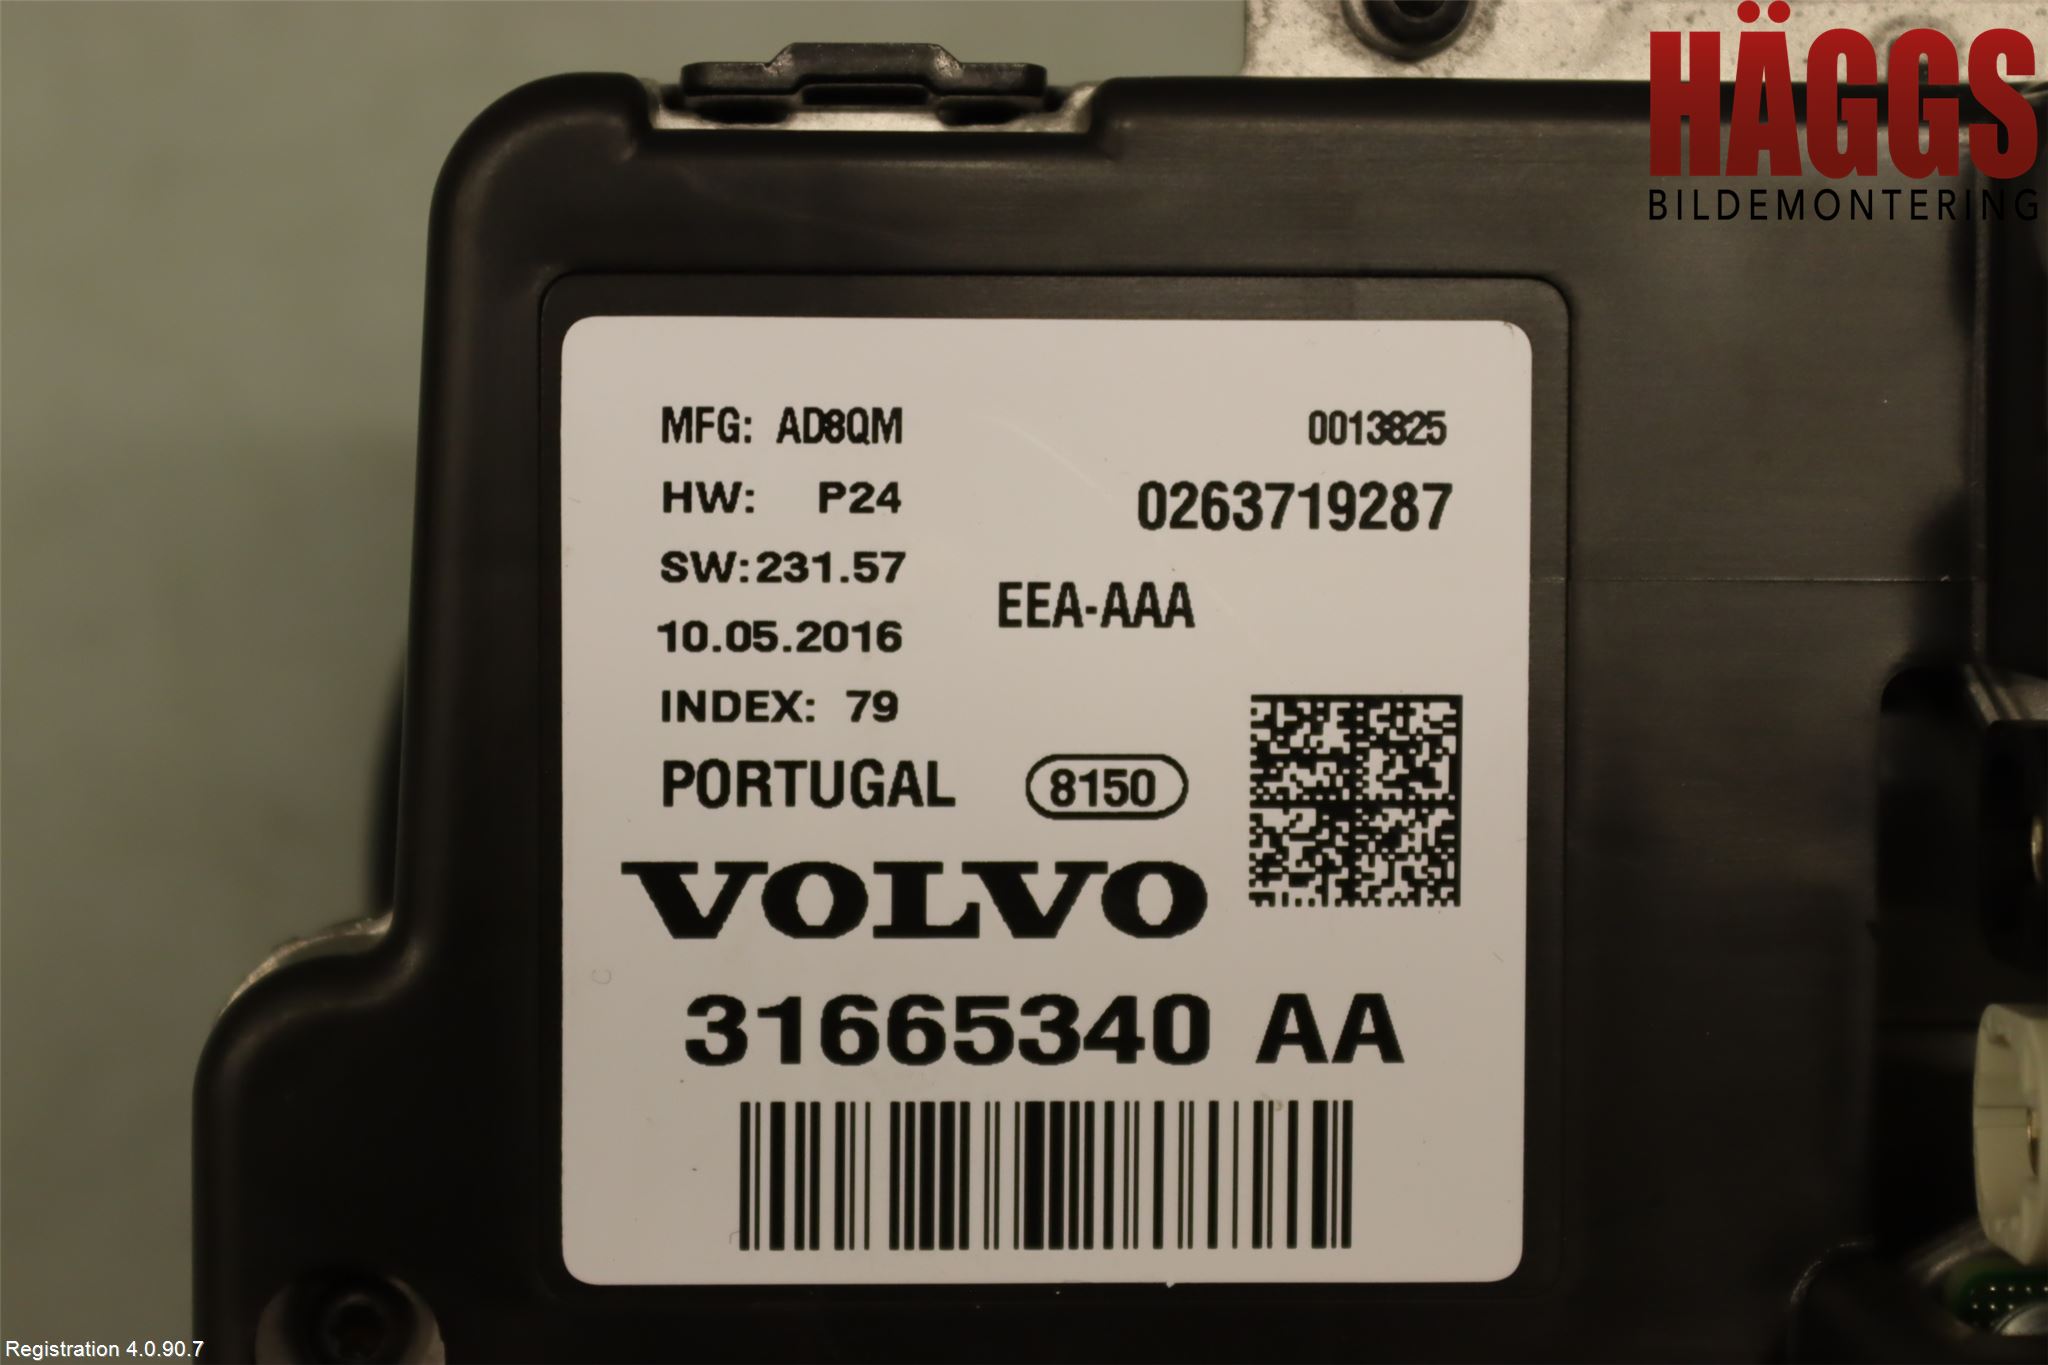 HÄGGS
BILDEMONTERING
MFG: AD8QM
0013825
HW: P24
0263719287
SW:231.57
EEA-AAA
10.05.2016
INDEX: 79
PORTUGAL
8150
VOLVO
31665340 AA
Registration 4.0.90.7